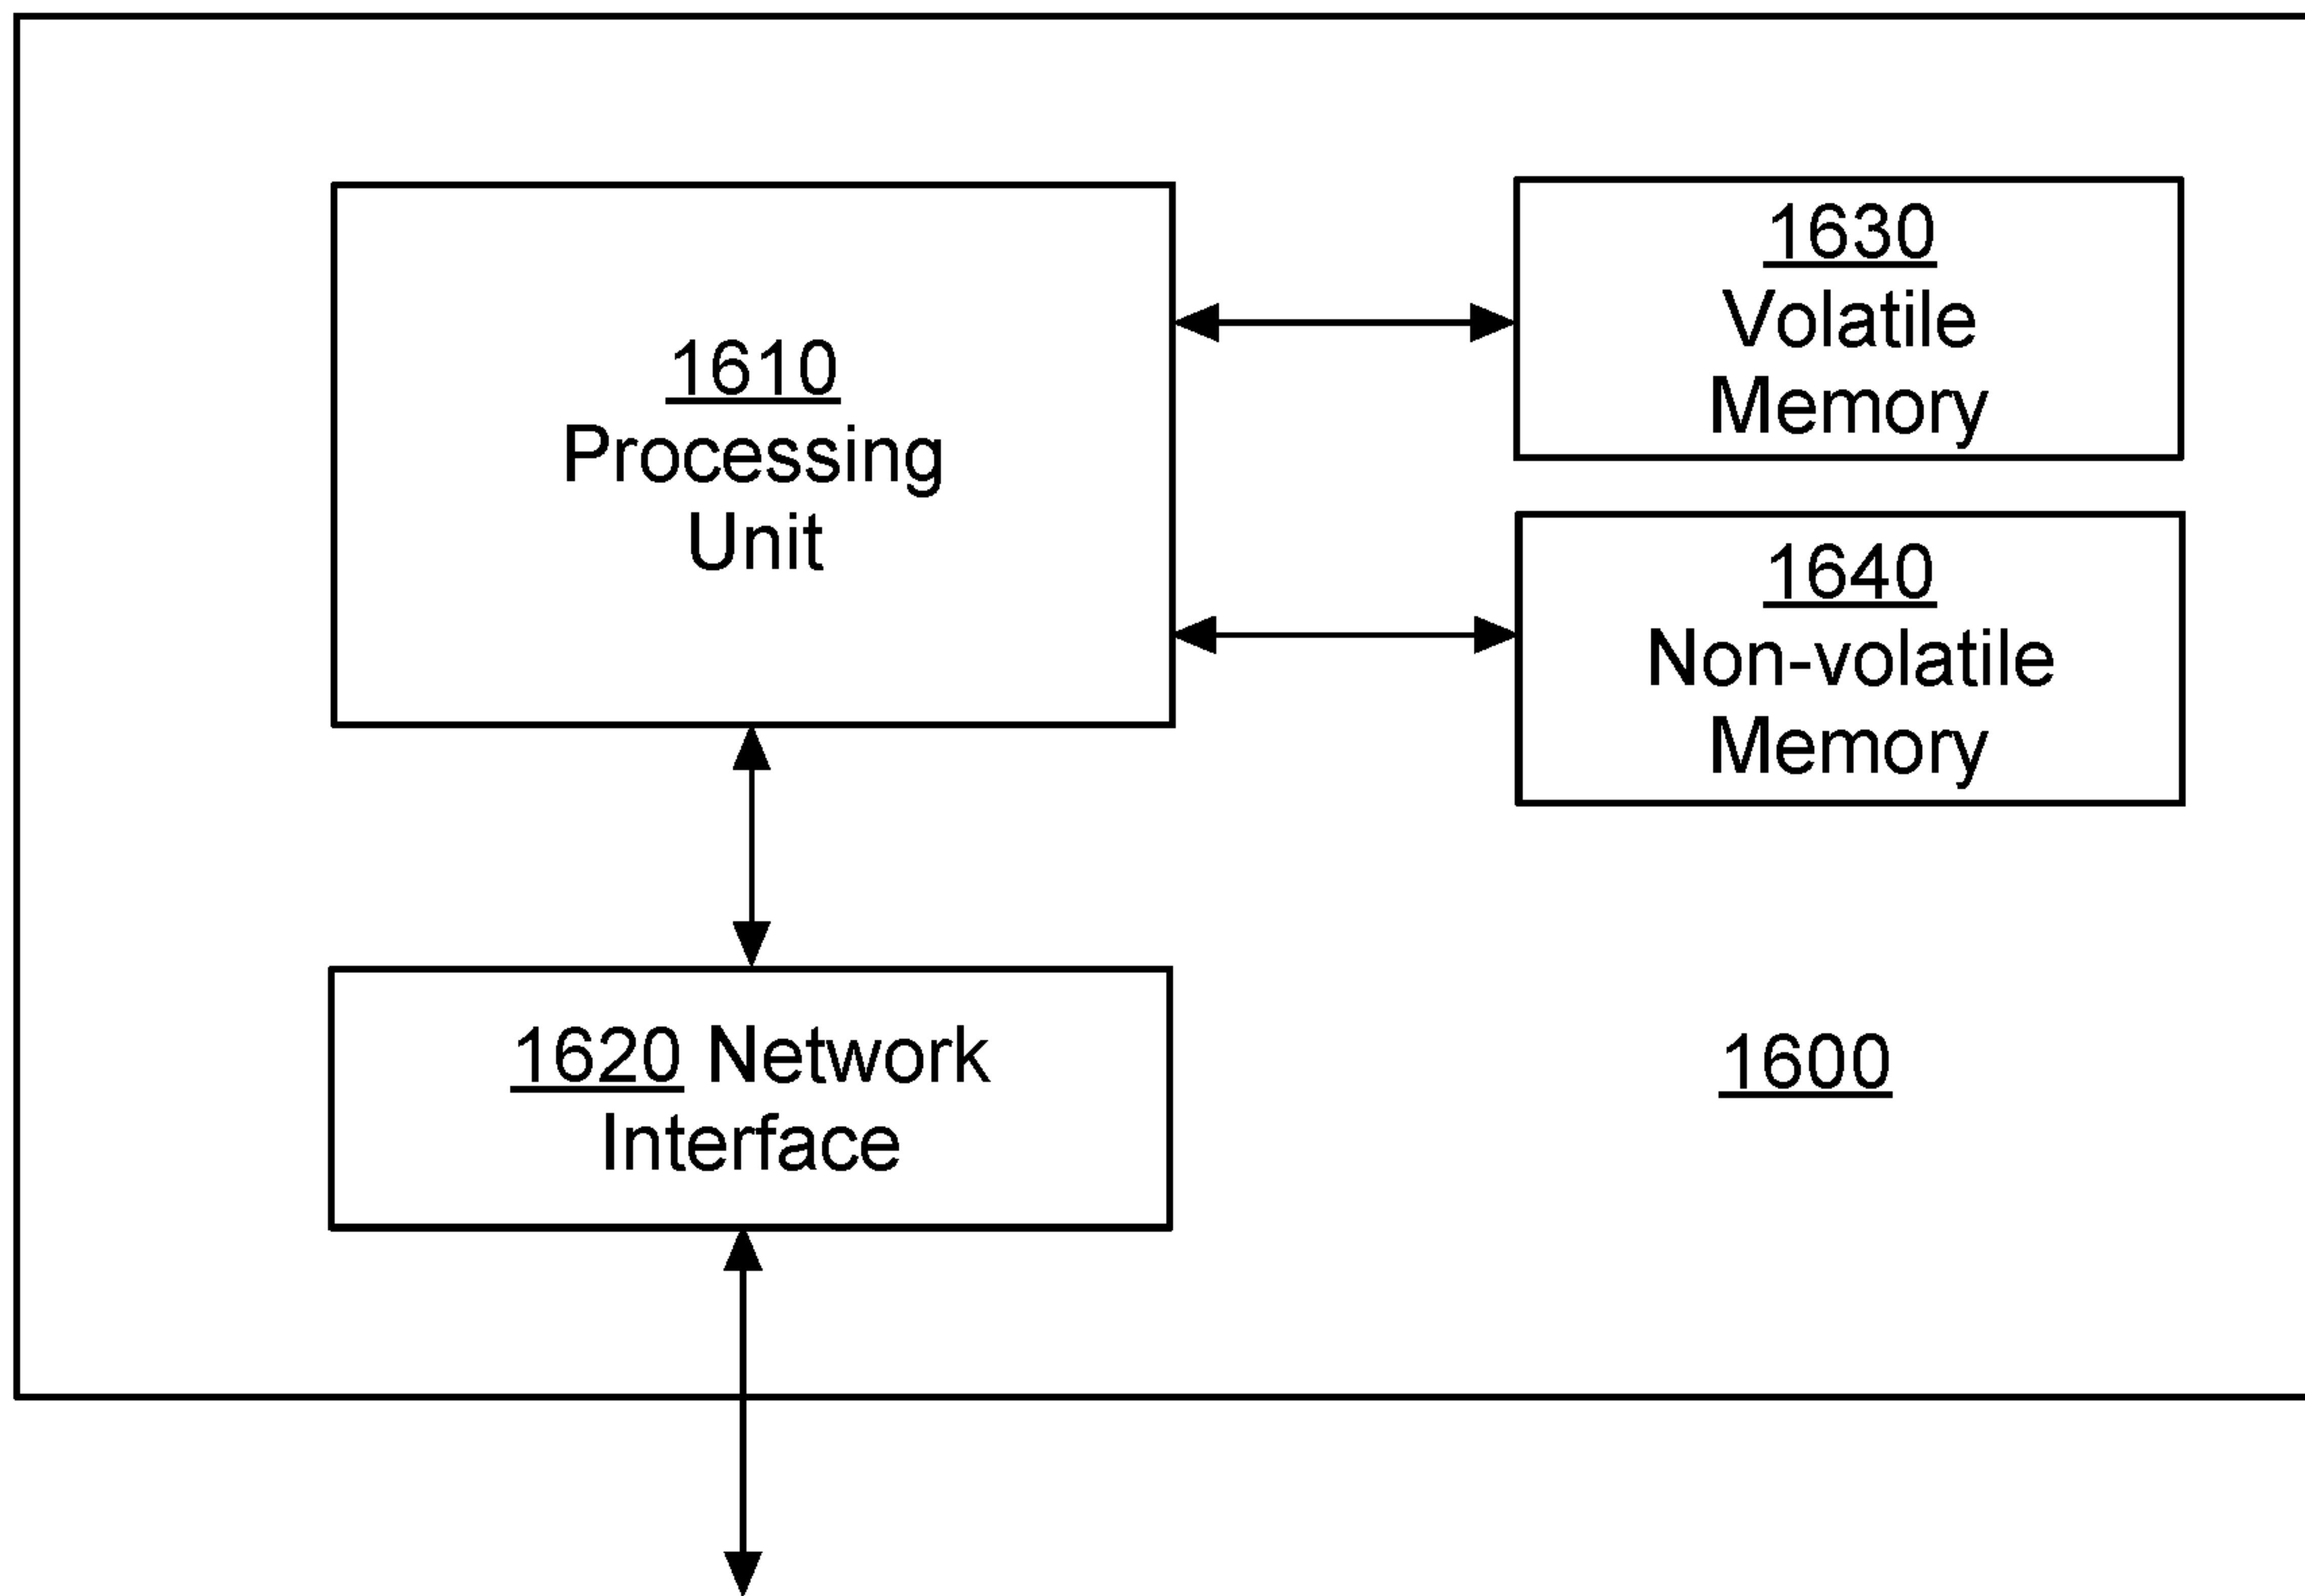 1610
Processing
Unit
1630
Volatile
Memory
1640
Non-volatile
Memory
1620 Network
Interface
1600